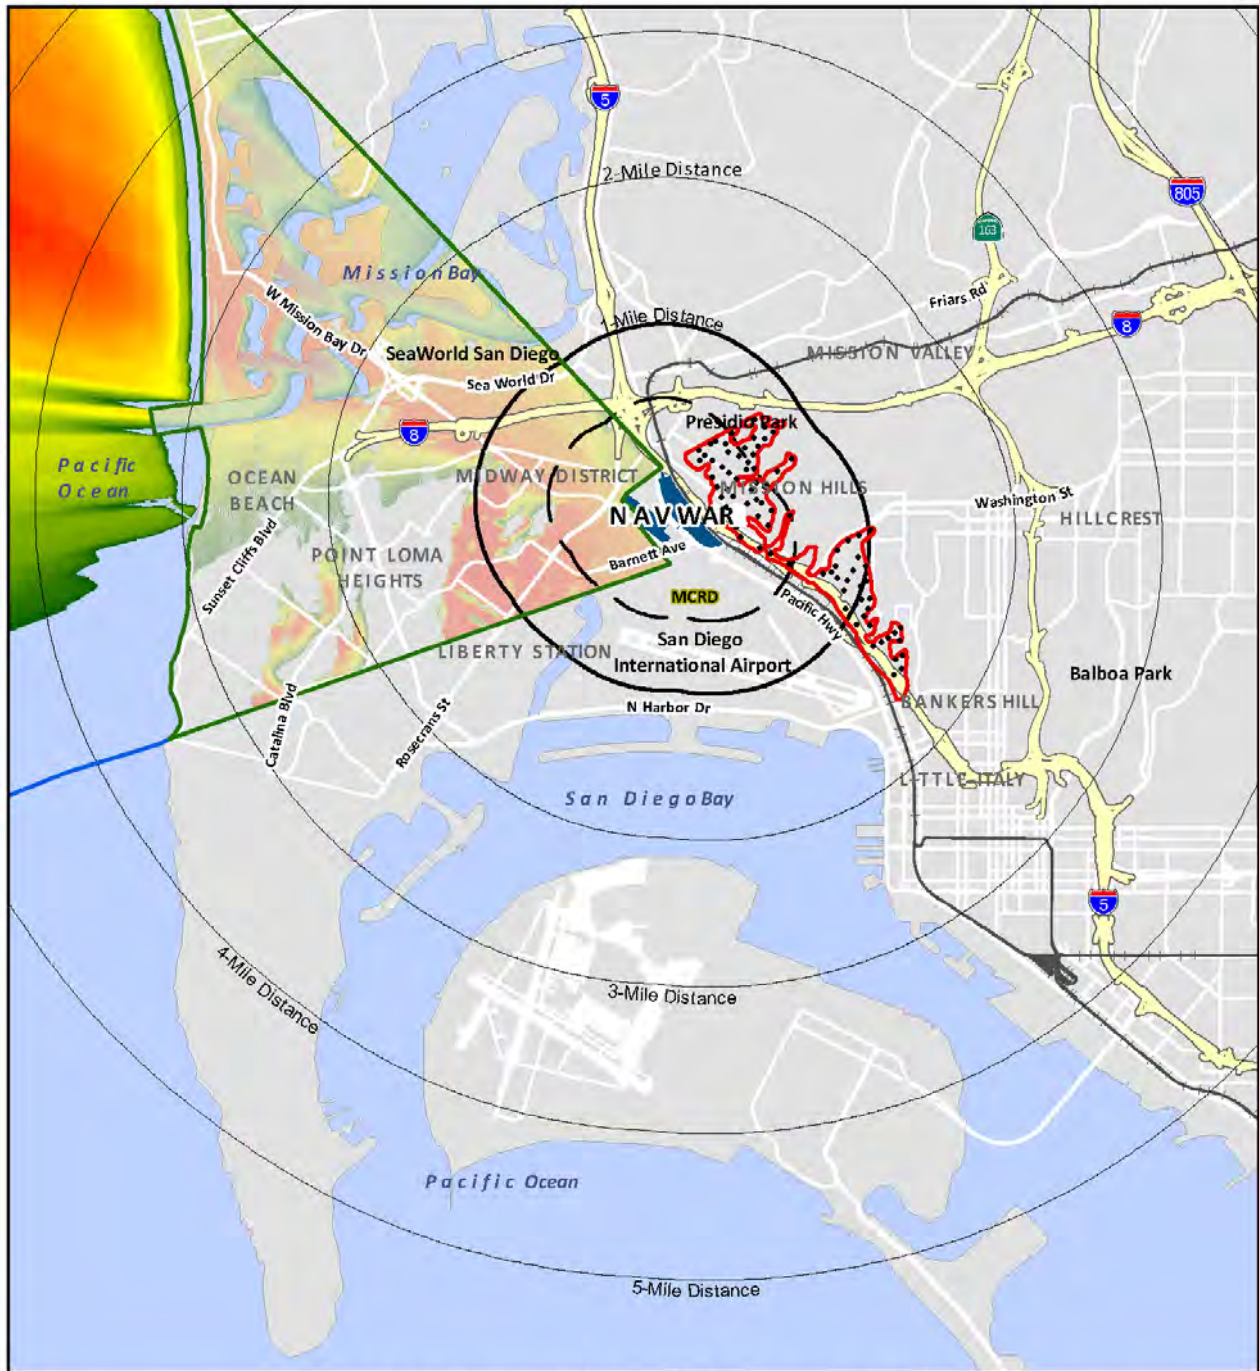 5
2-Mile Distance
805
163
Mission Bay
Friars Rd
W Mission Bay Dr
1-Mile Distance
8
SeaWorld San Diego
MISSION VALLEY
Sea World Dr
Presidio Park
8
Pacific
Ocean
OCEAN
BEACH
MIDWAY DISTRICT
MISSION HILLS
Washington St
NAVWAR
HILLCREST
POINT LOMA
HEIGHTS
Sunset Cliffs Blvd
Barnett Ave
MCRD
Pacific Hwy
San Diego
International Airport
LIBERTY STATION
Balboa Park
N Harbor Dr
BANKERS HILL
Catalina Blvd
Rosecrans St
LITTLE ITALY
San Diego Bay
5
4-Mile Distance
3-Mile Distance
Pacific Ocean
5-Mile Distance